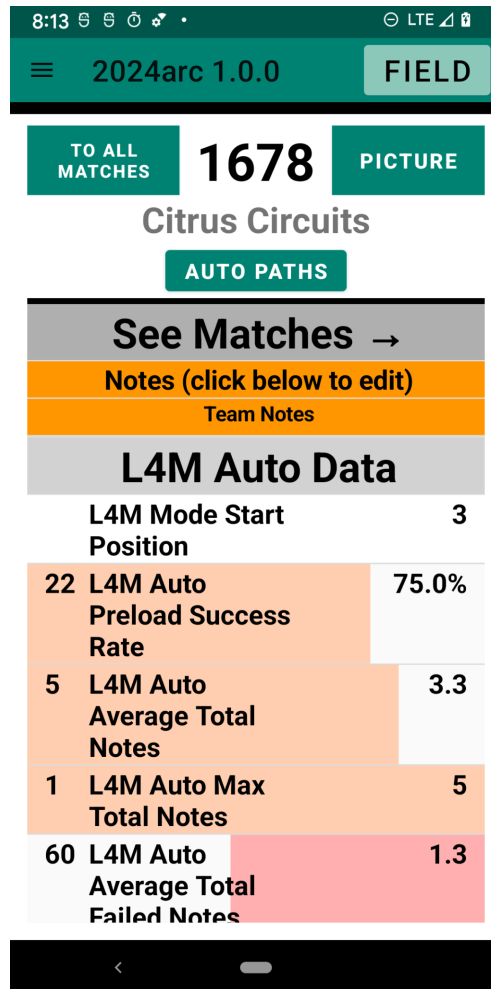 8:13
LTE
2024arc 1.0.0
FIELD
TO ALL
MATCHES
1678
PICTURE
Citrus Circuits
AUTO PATHS
See Matches →
Notes (click below to edit)
Team Notes
L4M Auto Data
L4M Mode Start 3
Position
22 L4M Auto 75.0%
Preload Success
Rate
5 L4M Auto 3.3
Average Total
Notes
1 L4M Auto Max 5
Total Notes
60 L4M Auto 1.3
Average Total
Failed Notes